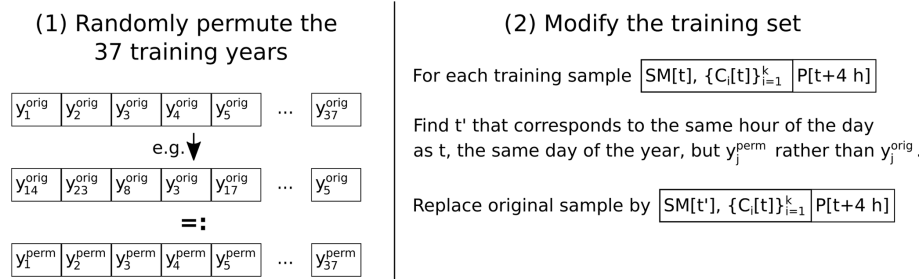 (1) Randomly permute the
37 training years
y₁ᵒʳⁱᵍ y₂ᵒʳⁱᵍ y₃ᵒʳⁱᵍ y₄ᵒʳⁱᵍ y₅ᵒʳⁱᵍ ... y₃₇ᵒʳⁱᵍ
e.g.
y₁₄ᵒʳⁱᵍ y₂₃ᵒʳⁱᵍ y₈ᵒʳⁱᵍ y₃ᵒʳⁱᵍ y₁₇ᵒʳⁱᵍ ... y₅ᵒʳⁱᵍ
=:
y₁ᵖᵉʳᵐ y₂ᵖᵉʳᵐ y₃ᵖᵉʳᵐ y₄ᵖᵉʳᵐ y₅ᵖᵉʳᵐ ... y₃₇ᵖᵉʳᵐ
(2) Modify the training set
For each training sample SM[t], {Cᵢ[t]}ᵏᵢ₌₁ P[t+4 h]
Find t' that corresponds to the same hour of the day
as t, the same day of the year, but yⱼᵖᵉʳᵐ rather than yⱼᵒʳⁱᵍ.
Replace original sample by SM[t'], {Cᵢ[t]}ᵏᵢ₌₁ P[t+4 h]